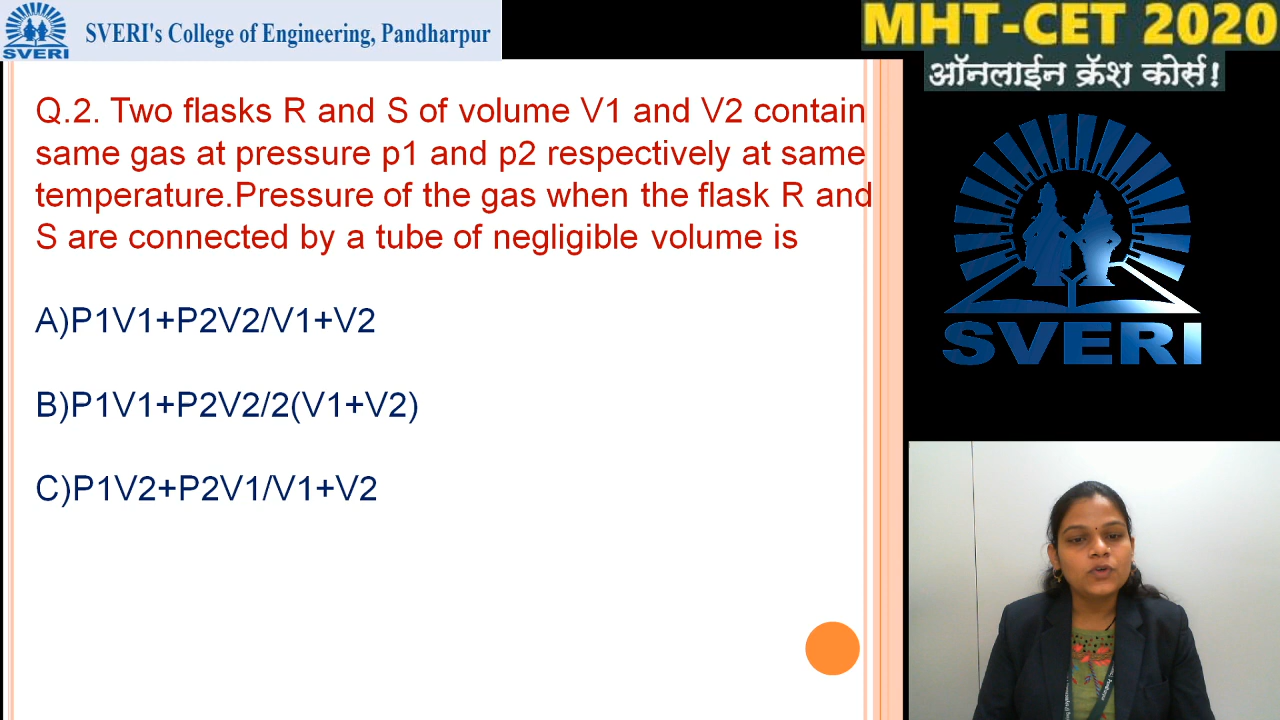 SVERI
SVERI's College of Engineering, Pandharpur
MHT-CET 2020
ऑनलाईन क्रॅश कोर्स!
Q.2. Two flasks R and S of volume V1 and V2 contain
same gas at pressure p1 and p2 respectively at same
temperature.Pressure of the gas when the flask R and
S are connected by a tube of negligible volume is
A)P1V1+P2V2/V1+V2
B)P1V1+P2V2/2(V1+V2)
C)P1V2+P2V1/V1+V2
SVERI